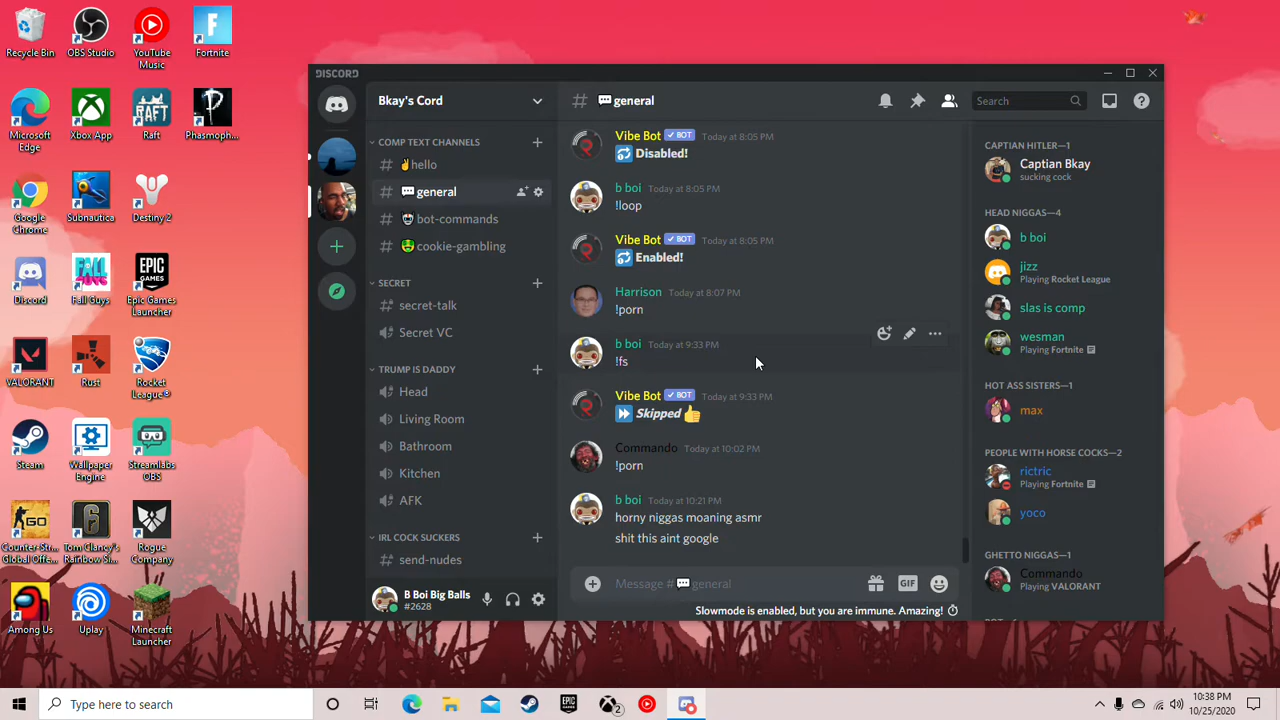 Recycle Bin
OBS Studio
YouTube Music
Fortnite
Microsoft Edge
Xbox App
Raft
Phasmoph...
Google Chrome
Subnautica
Destiny 2
Discord
Fall Guys
Epic Games Launcher
VALORANT
Rust
Rocket League®
Steam
Wallpaper Engine
Streamlabs OBS
Counter-Str... Global Offe...
Tom Clancy's Rainbow Si...
Rogue Company
Among Us
Uplay
Minecraft Launcher
DISCORD
Bkay's Cord
# general
Search
COMP TEXT CHANNELS
# hello
# general
# bot-commands
# cookie-gambling
SECRET
# secret-talk
Secret VC
TRUMP IS DADDY
Head
Living Room
Bathroom
Kitchen
AFK
IRL COCK SUCKERS
# send-nudes
B Boi Big Balls
#2628
Vibe Bot ✓ BOT Today at 8:05 PM
🔁 Disabled!
b boi Today at 8:05 PM
!loop
Vibe Bot ✓ BOT Today at 8:05 PM
🔁 Enabled!
Harrison Today at 8:07 PM
!porn
b boi Today at 9:33 PM
!fs
Vibe Bot ✓ BOT Today at 9:33 PM
⏩ Skipped 👍
Commando Today at 10:02 PM
!porn
b boi Today at 10:21 PM
horny niggas moaning asmr
shit this aint google
Message # 💬 general
GIF
Slowmode is enabled, but you are immune. Amazing!
CAPTIAN HITLER—1
Captian Bkay
sucking cock
HEAD NIGGAS—4
b boi
jizz
Playing Rocket League
slas is comp
wesman
Playing Fortnite
HOT ASS SISTERS—1
max
PEOPLE WITH HORSE COCKS—2
rictric
Playing Fortnite
yoco
GHETTO NIGGAS—1
Commando
Playing VALORANT
Type here to search
10:38 PM
10/25/2020